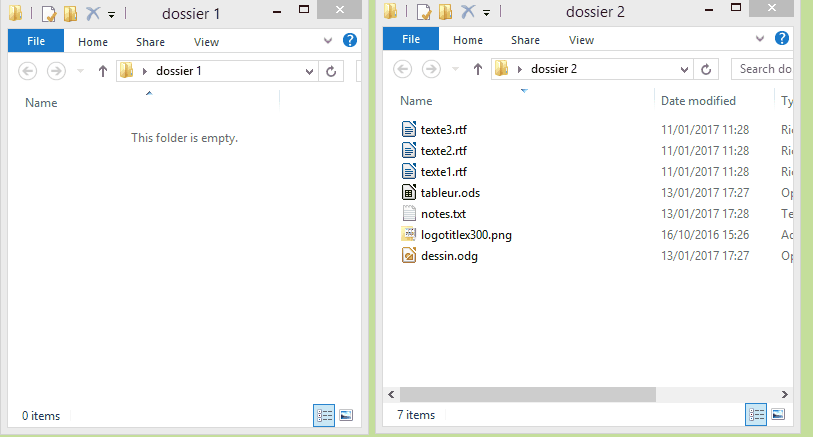 dossier 1
File Home Share View
dossier 1
Name
This folder is empty.
0 items
dossier 2
File Home Share View
dossier 2 Search do
Name Date modified Ty
texte3.rtf 11/01/2017 11:28 Ric
texte2.rtf 11/01/2017 11:28 Ric
texte1.rtf 11/01/2017 11:28 Ric
tableur.ods 13/01/2017 17:27 Op
notes.txt 13/01/2017 17:28 Te
logotitlex300.png 16/10/2016 15:26 Ac
dessin.odg 13/01/2017 17:27 Op
7 items